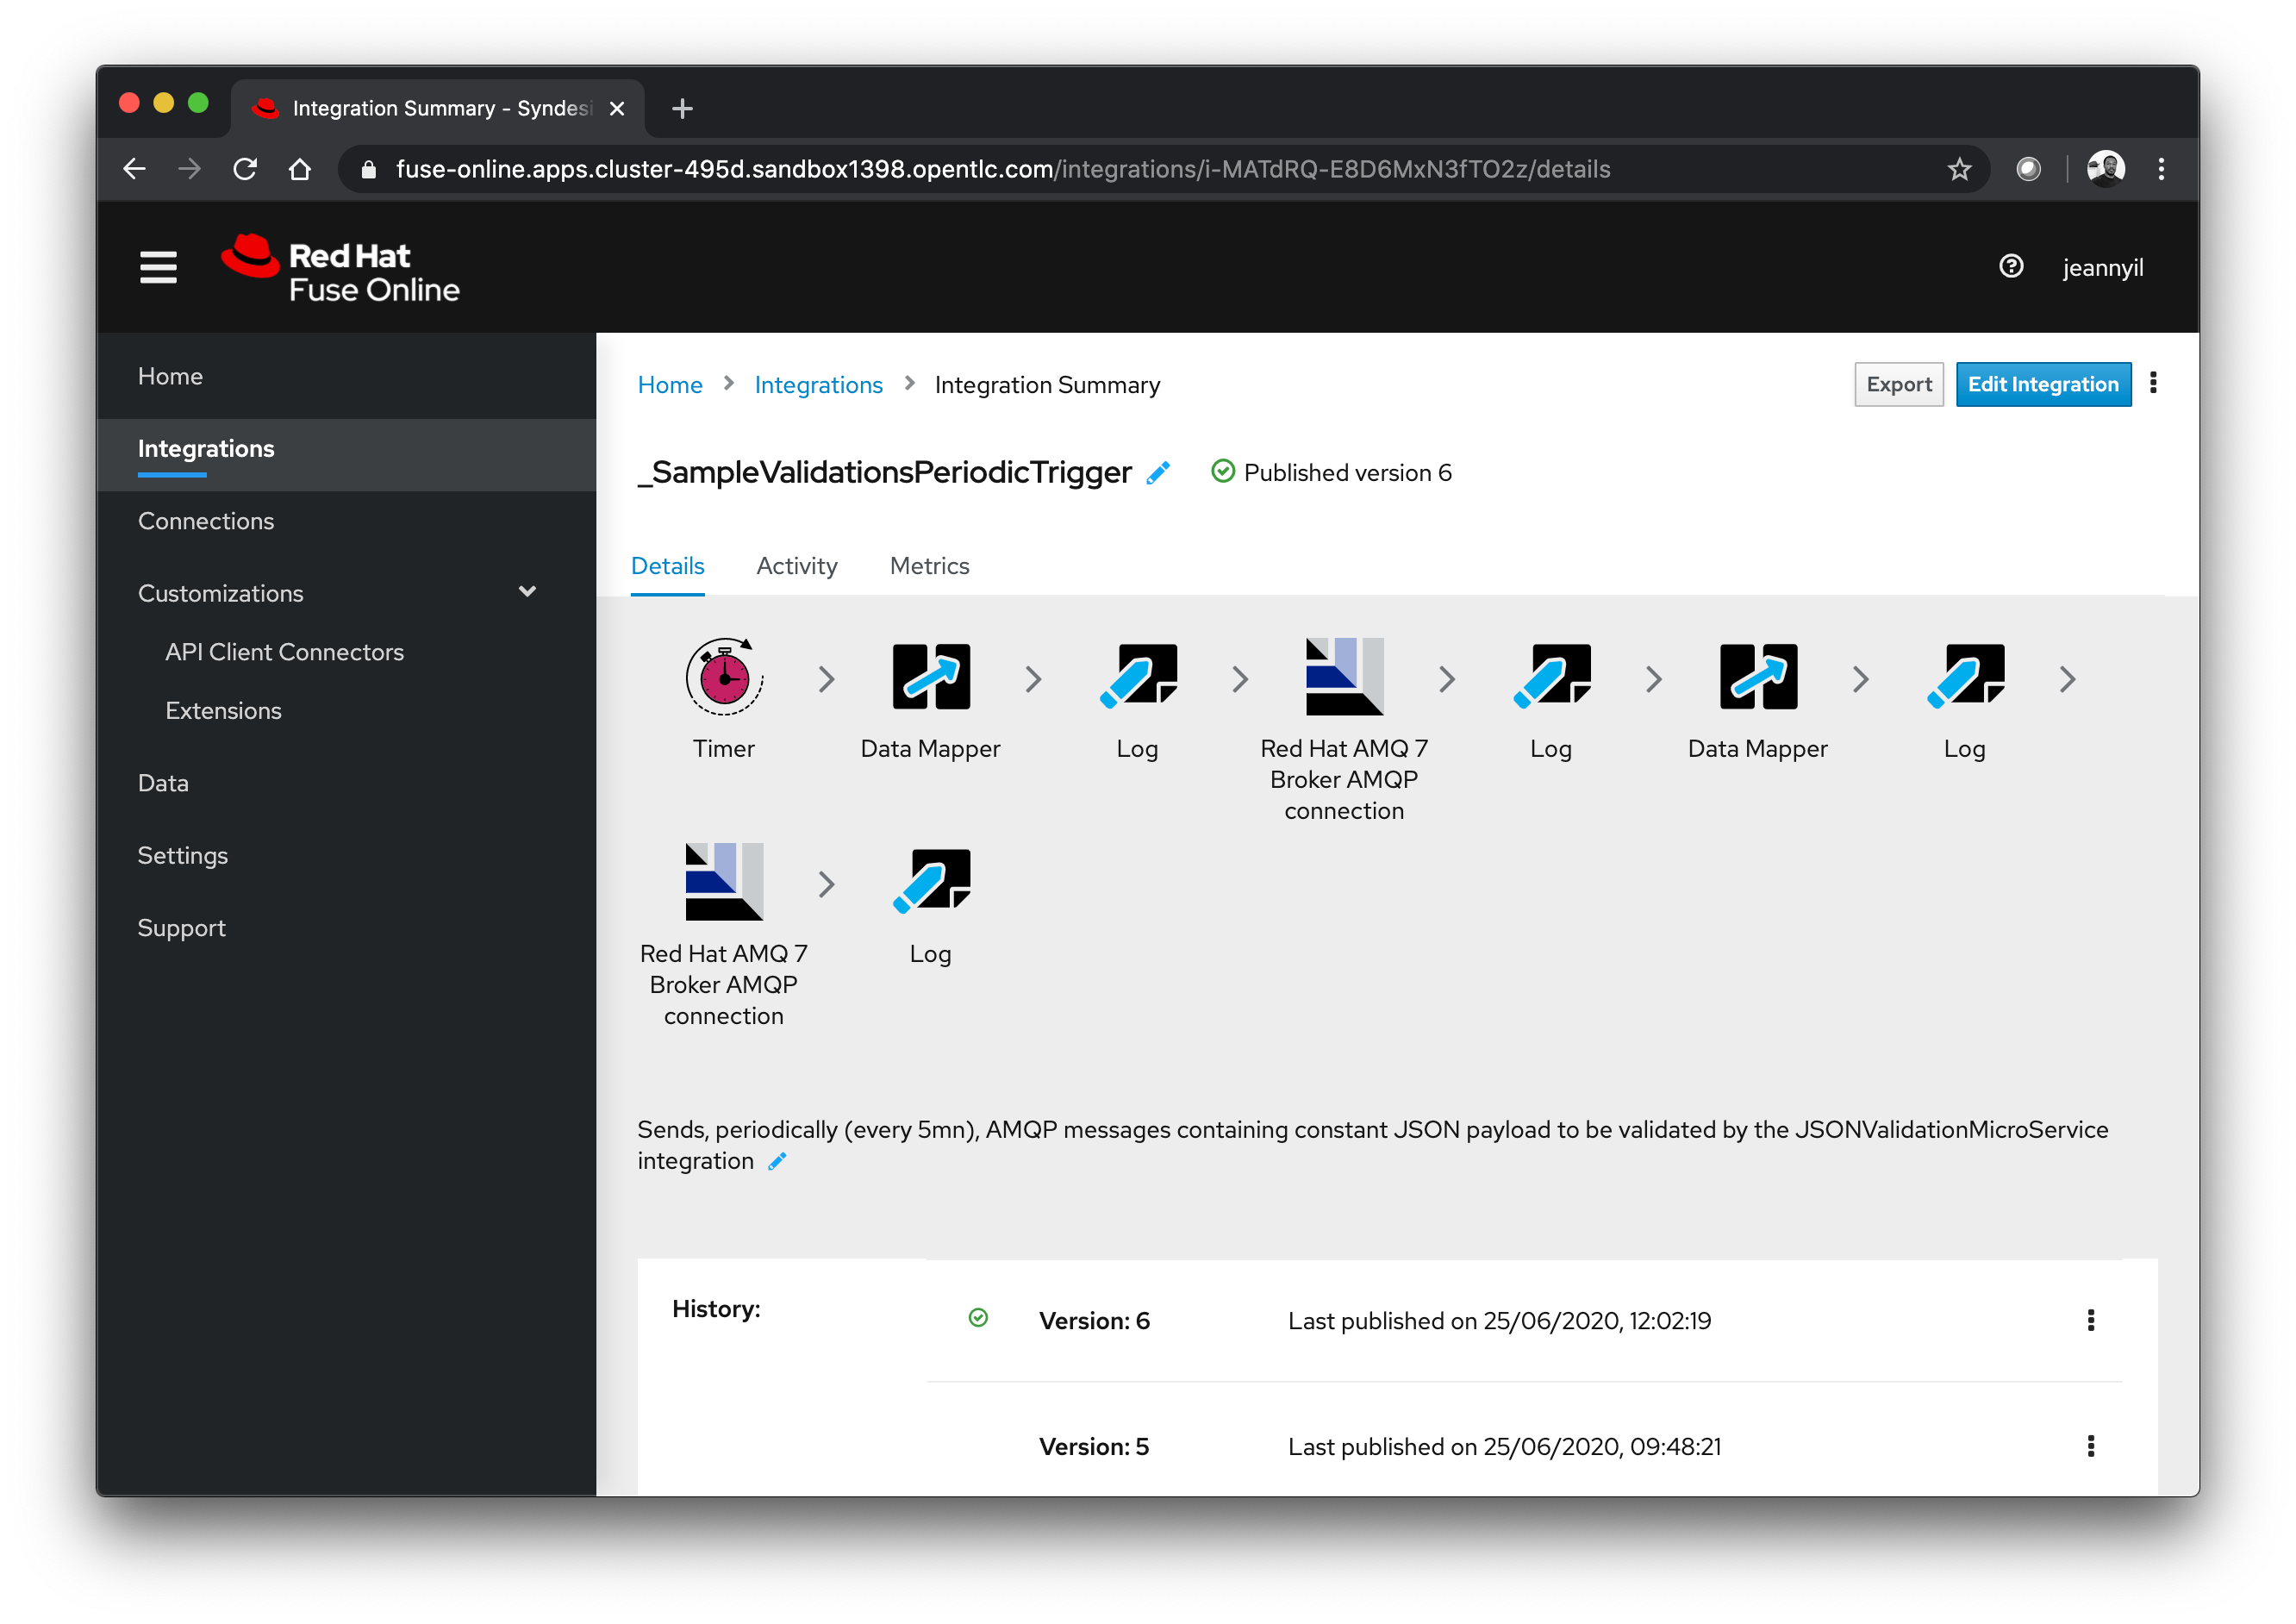 Integration Summary - Syndesi
fuse-online.apps.cluster-495d.sandbox1398.opentlc.com/integrations/i-MATdRQ-E8D6MxN3fTO2z/details
Red Hat
Fuse Online
jeannyil
Home
Integrations
Connections
Customizations
API Client Connectors
Extensions
Data
Settings
Support
Home > Integrations > Integration Summary
Export
Edit Integration
_SampleValidationsPeriodicTrigger
Published version 6
Details
Activity
Metrics
Timer
Data Mapper
Log
Red Hat AMQ 7
Broker AMQP
connection
Log
Data Mapper
Log
Red Hat AMQ 7
Broker AMQP
connection
Log
Sends, periodically (every 5mn), AMQP messages containing constant JSON payload to be validated by the JSONValidationMicroService
integration
History:
Version: 6
Last published on 25/06/2020, 12:02:19
Version: 5
Last published on 25/06/2020, 09:48:21